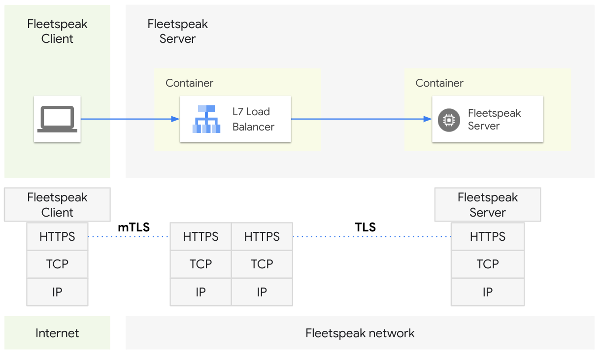 Fleetspeak
Client
Fleetspeak
Server
Container
Container
L7 Load
Balancer
Fleetspeak
Server
Fleetspeak
Client
Fleetspeak
Server
mTLS
TLS
HTTPS
HTTPS
HTTPS
HTTPS
TCP
TCP
TCP
TCP
IP
IP
IP
IP
Internet
Fleetspeak network